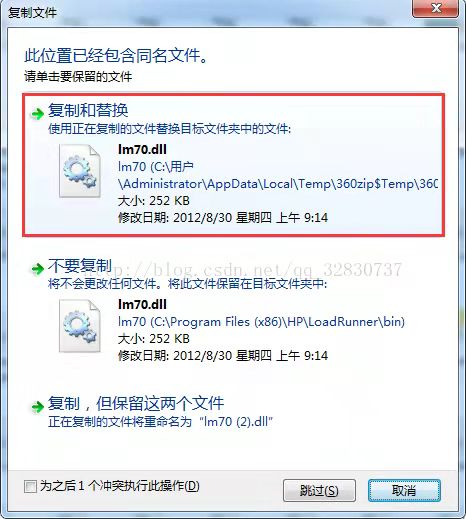 复制文件
此位置已经包含同名文件。
请单击要保留的文件
复制和替换
使用正在复制的文件替换目标文件夹中的文件:
lm70.dll
lm70 (C:\用户
\Administrator\AppData\Local\Temp\360zip$Temp\360
大小: 252 KB
修改日期: 2012/8/30 星期四 上午 9:14
不要复制
http://blog.csdn.net/qq_32830737
将不会更改任何文件。将此文件保留在目标文件夹中:
lm70.dll
lm70 (C:\Program Files (x86)\HP\LoadRunner\bin)
大小: 252 KB
修改日期: 2012/8/30 星期四 上午 9:14
复制，但保留这两个文件
正在复制的文件将重命名为“lm70 (2).dll”
为之后 1 个冲突执行此操作(D)
跳过(S)
取消